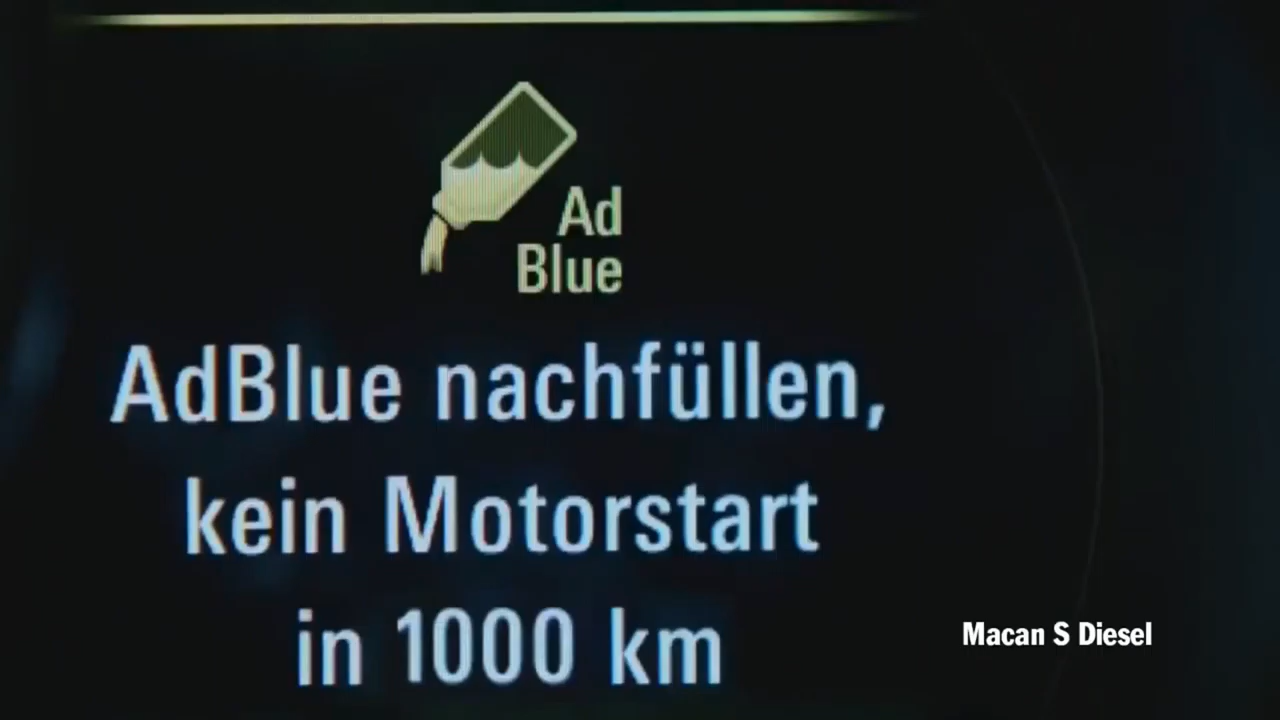 Ad
Blue
AdBlue nachfüllen,
kein Motorstart
in 1000 km
Macan S Diesel